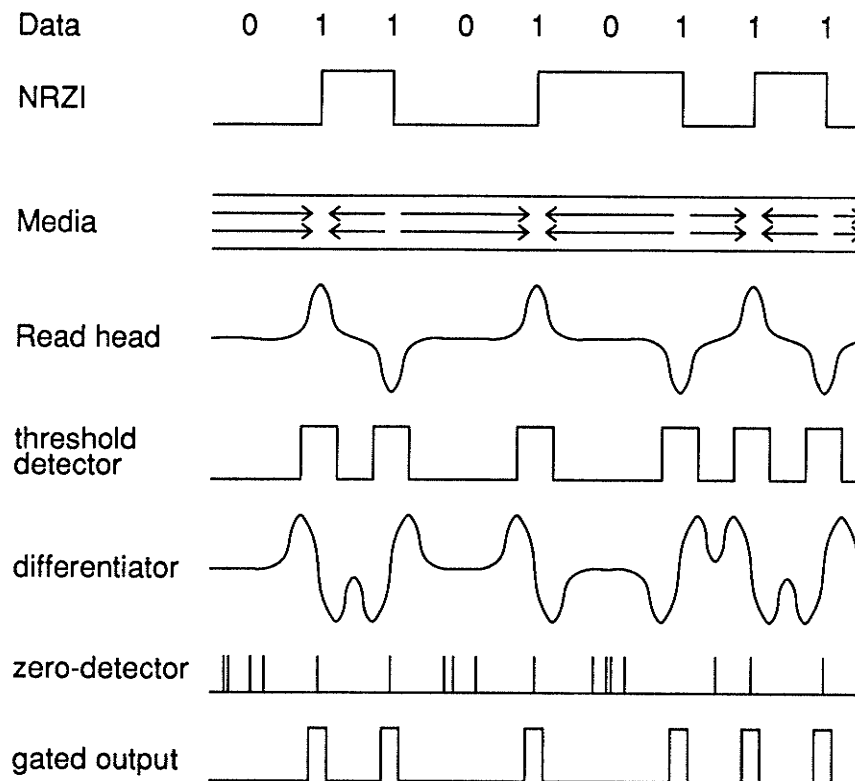 Data 0 1 1 0 1 0 1 1 1
NRZI
Media
Read head
threshold
detector
differentiator
zero-detector
gated output